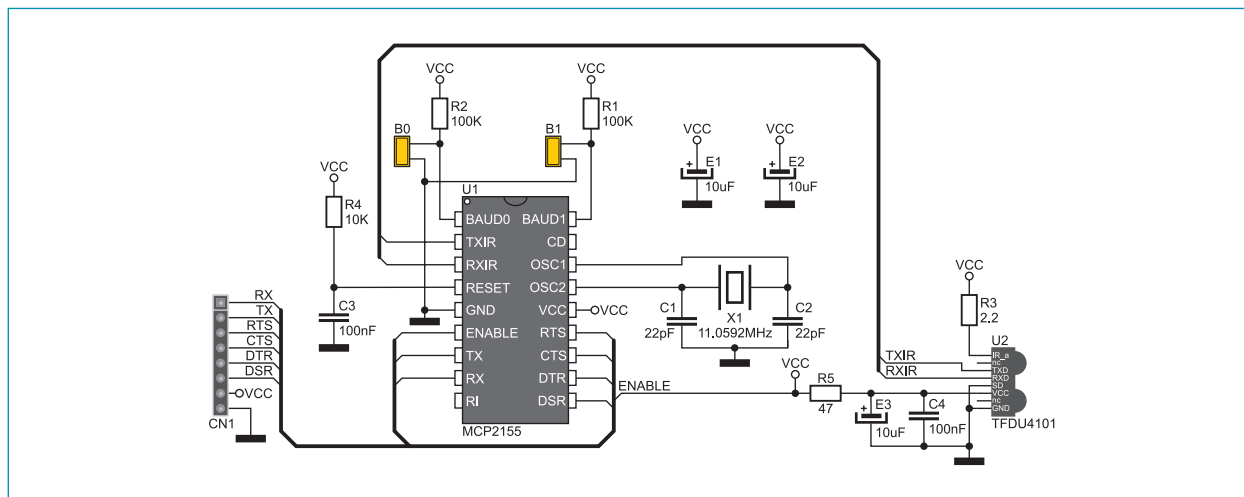 VCC
VCC
R2
100K
R1
100K
B0
B1
VCC
VCC
E1
10uF
E2
10uF
VCC
R4
10K
U1
BAUD0
BAUD1
TXIR
CD
RXIR
OSC1
RESET
OSC2
GND
VCC
VCC
ENABLE
RTS
TX
CTS
RX
DTR
RI
DSR
MCP2155
C3
100nF
C1
22pF
X1
11.0592MHz
C2
22pF
RX
TX
RTS
CTS
DTR
DSR
VCC
CN1
ENABLE
VCC
R5
47
E3
10uF
C4
100nF
VCC
R3
2.2
TXIR
RXIR
U2
IR_a
nc
TXD
RXD
SD
VCC
nc
GND
TFDU4101